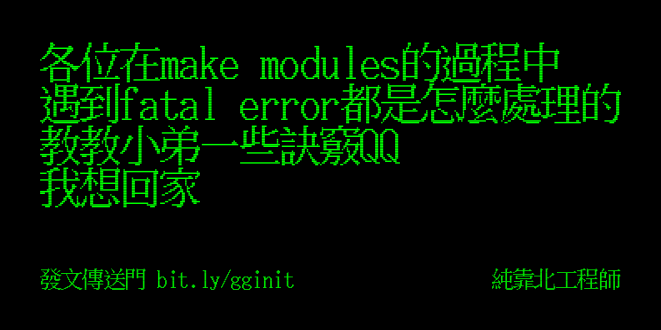 各位在make modules的過程中
遇到fatal error都是怎麼處理的
教教小弟一些訣竅QQ
我想回家
發文傳送門 bit.ly/gginit
純靠北工程師